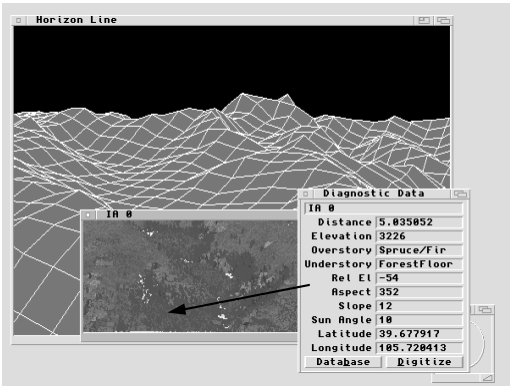 Horizon Line
IA 0
Diagnostic Data
IA 0
Distance 5.035052
Elevation 3226
Overstory Spruce/Fir
Understory ForestFloor
Rel El -54
Aspect 352
Slope 12
Sun Angle 10
Latitude 39.677917
Longitude 105.720413
Database Digitize